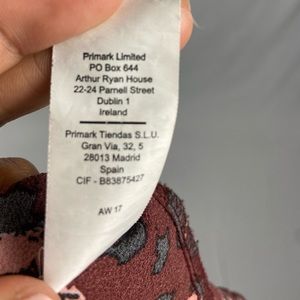 Primark Limited
PO Box 644
Arthur Ryan House
22-24 Parnell Street
Dublin 1
Ireland
Primark Tiendas S.L.U.
Gran Via, 32, 5
28013 Madrid
Spain
CIF - B83875427
AW 17